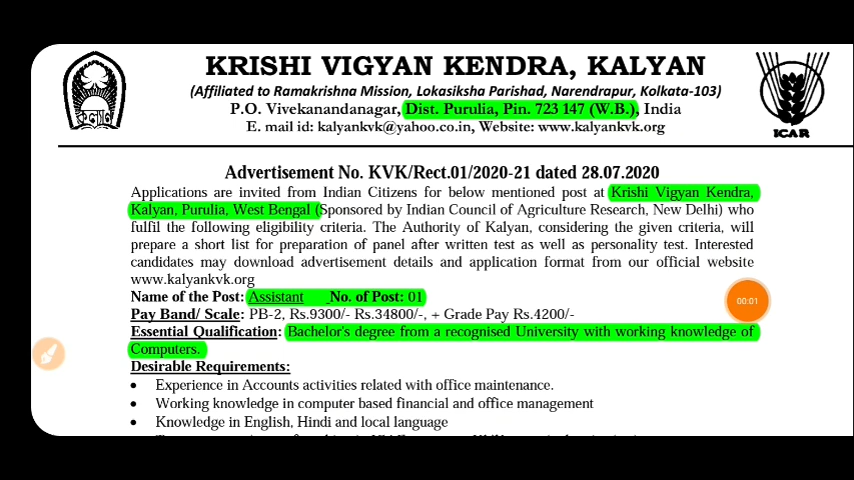 KRISHI VIGYAN KENDRA, KALYAN
(Affiliated to Ramakrishna Mission, Lokasiksha Parishad, Narendrapur, Kolkata-103)
P.O. Vivekanandanagar, Dist. Purulia, Pin. 723 147 (W.B.), India
E. mail id: kalyankvk@yahoo.co.in, Website: www.kalyankvk.org
ICAR
Advertisement No. KVK/Rect.01/2020-21 dated 28.07.2020
Applications are invited from Indian Citizens for below mentioned post at Krishi Vigyan Kendra,
Kalyan, Purulia, West Bengal (Sponsored by Indian Council of Agriculture Research, New Delhi) who
fulfil the following eligibility criteria. The Authority of Kalyan, considering the given criteria, will
prepare a short list for preparation of panel after written test as well as personality test. Interested
candidates may download advertisement details and application format from our official website
www.kalyankvk.org
Name of the Post: Assistant No. of Post: 01
00:01
Pay Band/ Scale: PB-2, Rs.9300/- Rs.34800/-, + Grade Pay Rs.4200/-
Essential Qualification: Bachelor's degree from a recognised University with working knowledge of
Computers.
Desirable Requirements:
• Experience in Accounts activities related with office maintenance.
• Working knowledge in computer based financial and office management
• Knowledge in English, Hindi and local language